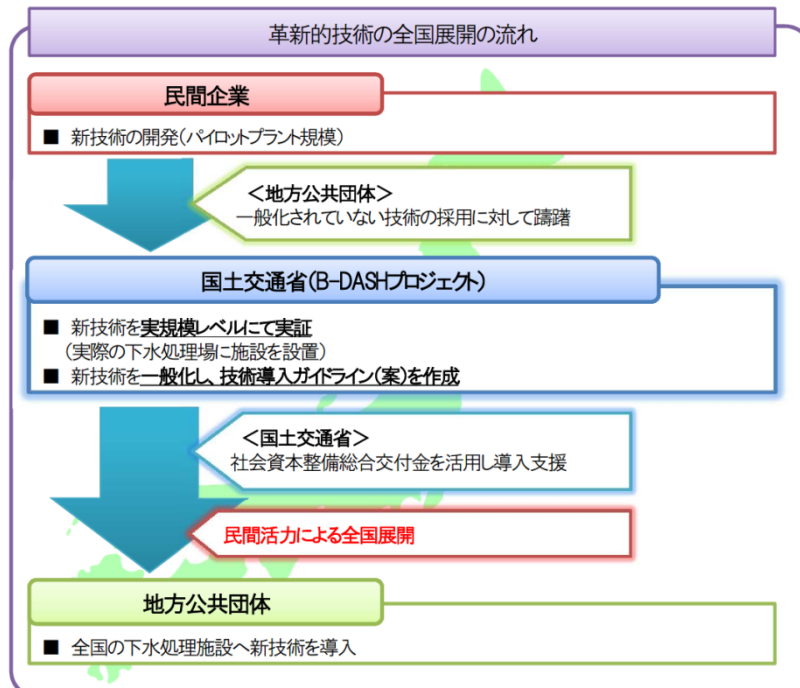 革新的技術の全国展開の流れ
民間企業
■ 新技術の開発(パイロットプラント規模)
＜地方公共団体＞
一般化されていない技術の採用に対して躊躇
国土交通省(B-DASHプロジェクト)
■ 新技術を実規模レベルにて実証
(実際の下水処理場に施設を設置)
■ 新技術を一般化し、技術導入ガイドライン(案)を作成
＜国土交通省＞
社会資本整備総合交付金を活用し導入支援
民間活力による全国展開
地方公共団体
■ 全国の下水処理施設へ新技術を導入